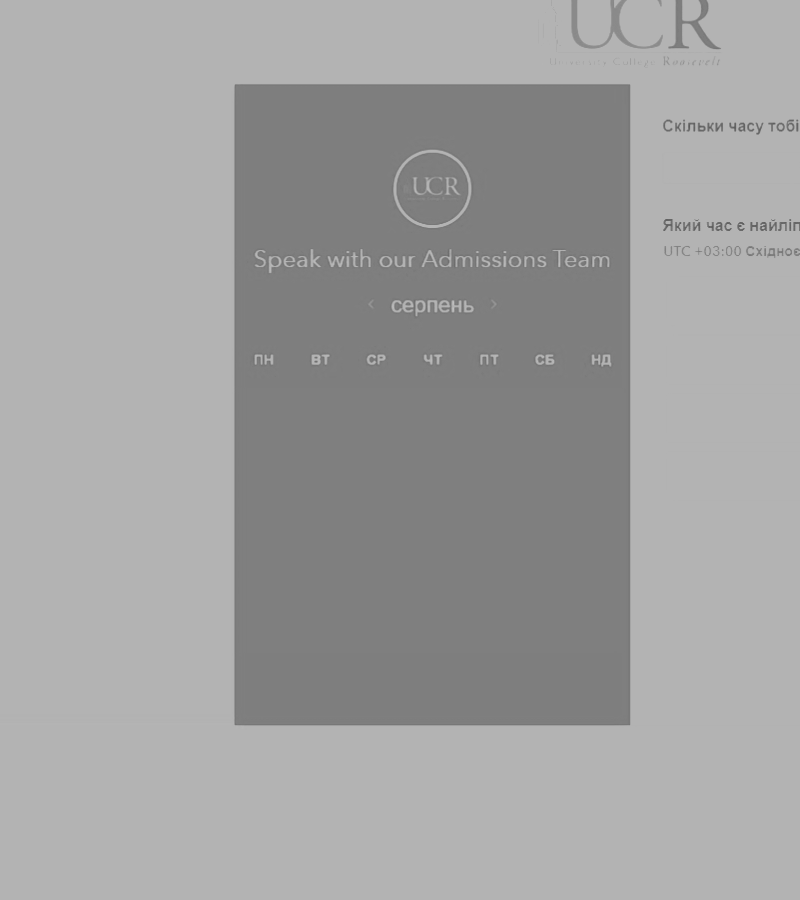 UCR
University College Roosevelt
UCR
Speak with our Admissions Team
‹ серпень ›
ПН ВТ СР ЧТ ПТ СБ НД
Скільки часу тобі
Який час є найліп
UTC +03:00 Східноє